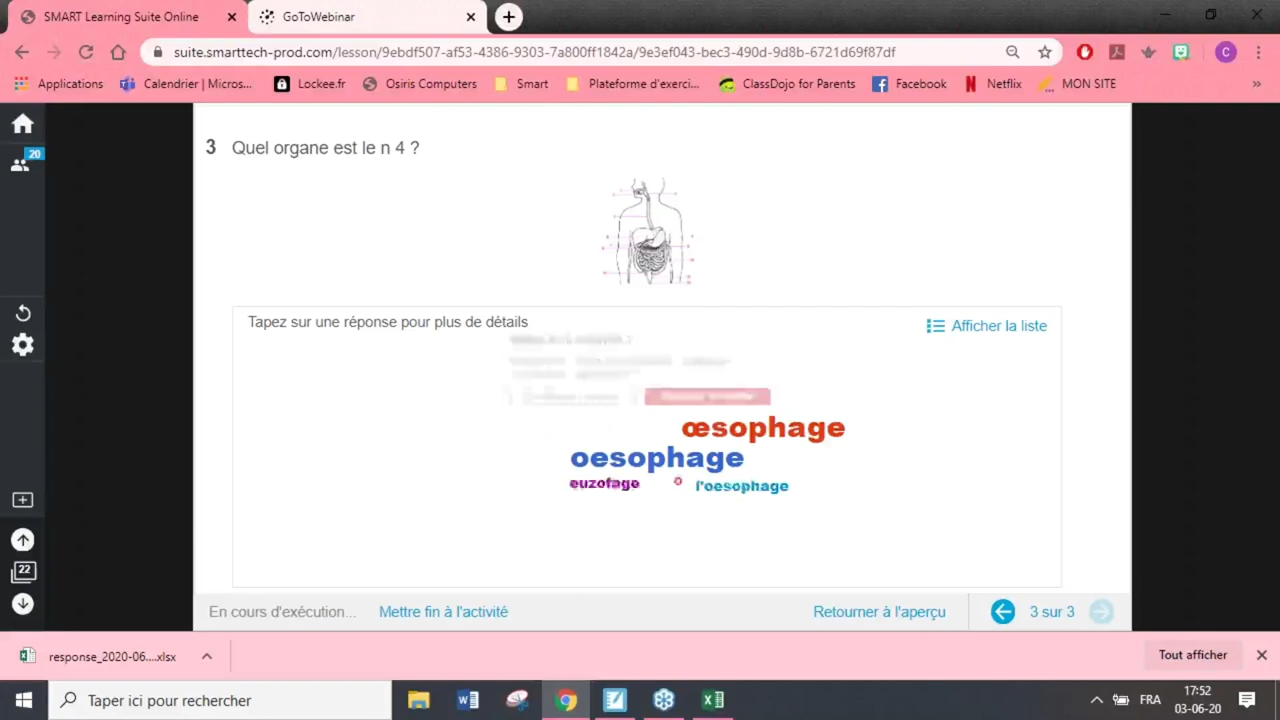 SMART Learning Suite Online
GoToWebinar
suite.smarttech-prod.com/lesson/9ebdf507-af53-4386-9303-7a800ff1842a/9e3ef043-bec3-490d-9d8b-6721d69f87df
C
Applications
Calendrier | Micros...
Lockee.fr
Osiris Computers
Smart
Plateforme d'exerci...
ClassDojo for Parents
Facebook
Netflix
MON SITE
»
20
3 Quel organe est le n 4 ?
Tapez sur une réponse pour plus de détails
Afficher la liste
œsophage
oesophage
euzofage
o
l'oesophage
22
En cours d'exécution...
Mettre fin à l'activité
Retourner à l'aperçu
3 sur 3
response_2020-06....xlsx
Tout afficher
Taper ici pour rechercher
FRA
17:52
03-06-20